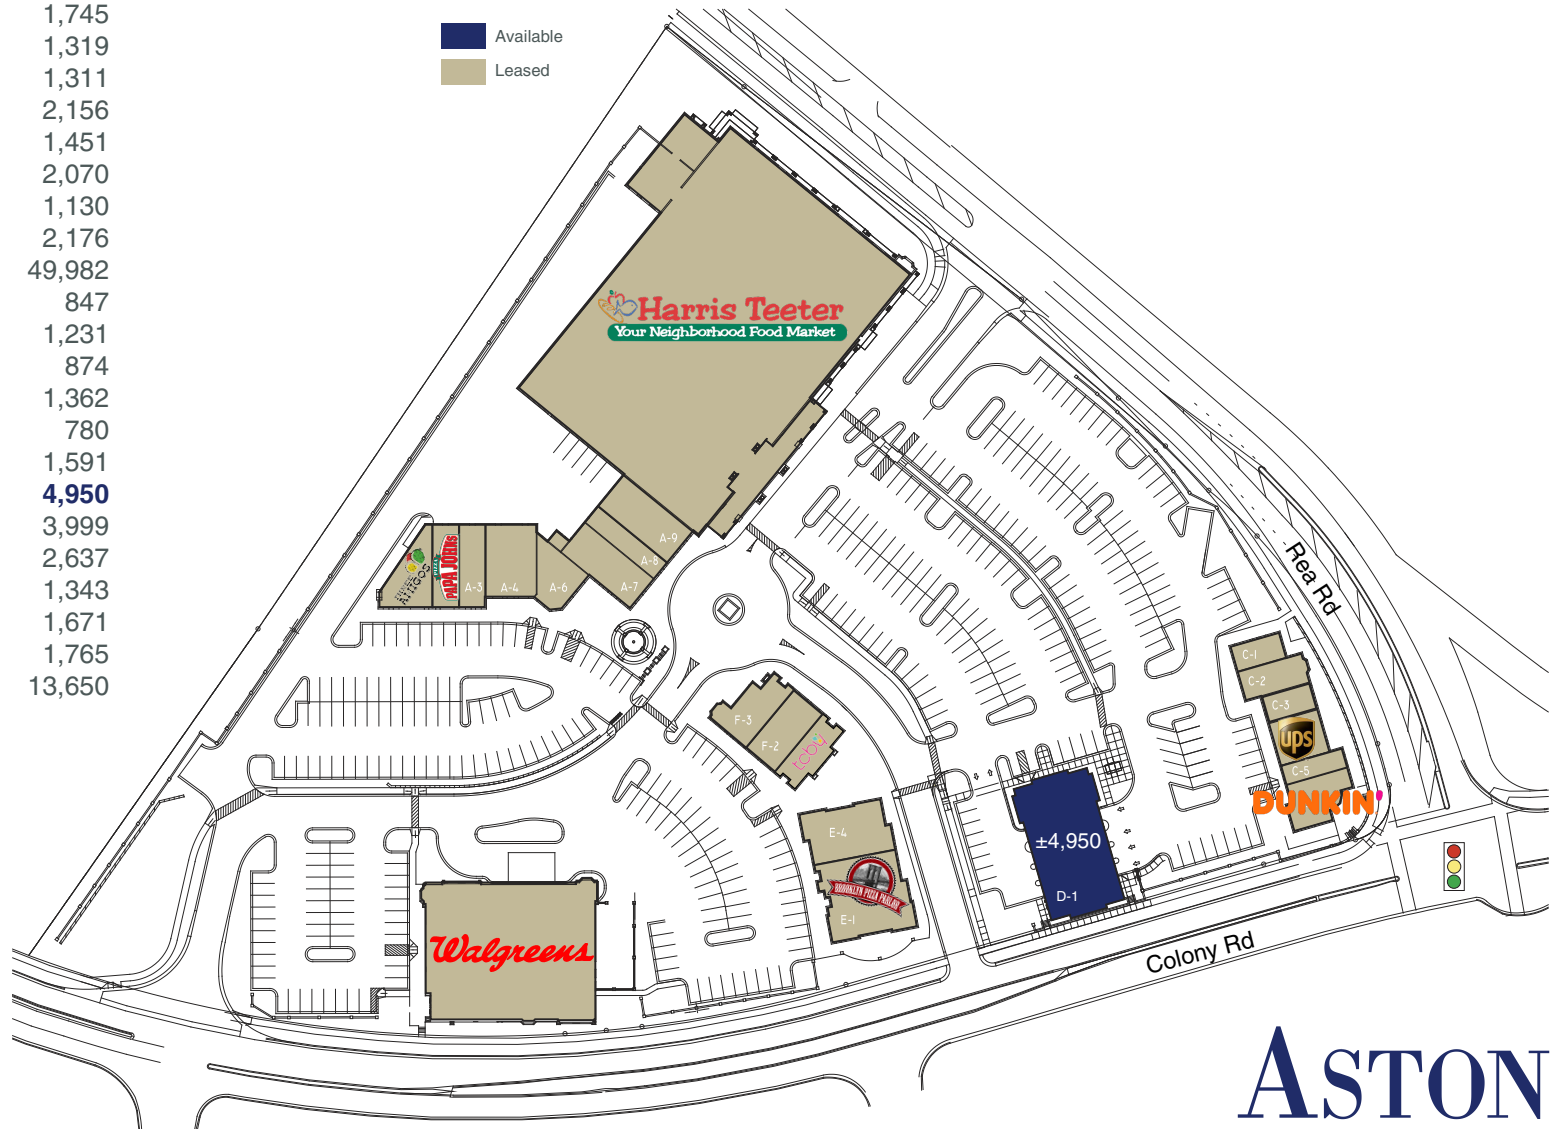 1,745
1,319
1,311
2,156
1,451
2,070
1,130
2,176
49,982
847
1,231
874
1,362
780
1,591
4,950
3,999
2,637
1,343
1,671
1,765
13,650
Available
Leased
Harris Teeter
Your Neighborhood Food Market
AMIGOS
PAPA JOHNS
PIZZA
A-3
A-4
A-6
A-7
A-8
A-9
F-3
F-2
tcby
E-4
BROOKLYN PIZZA PARLOR
E-1
±4,950
D-1
C-1
C-2
C-3
ups
C-5
DUNKIN'
Rea Rd
Colony Rd
Walgreens
ASTON